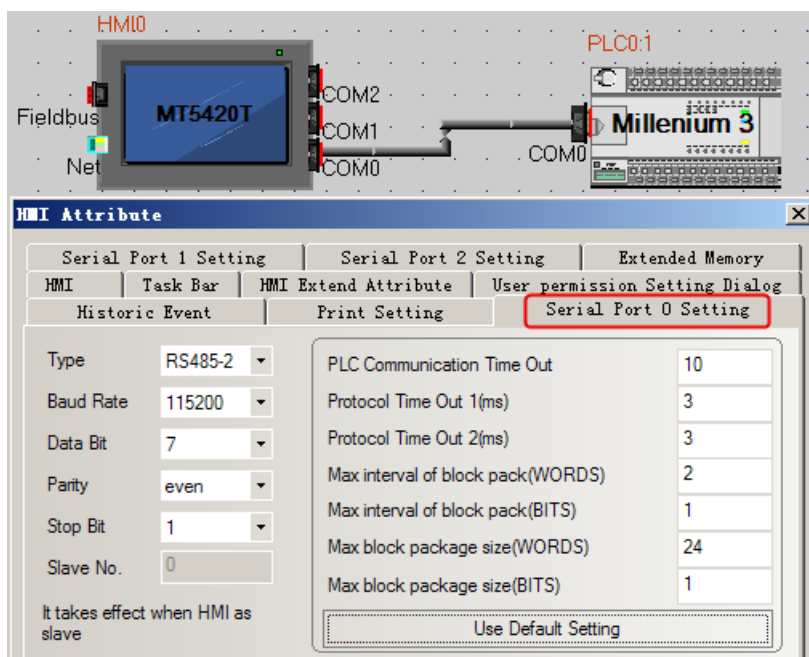 HMI0
PLC0:1
MT5420T
COM2
Fieldbus
COM1
Millenium 3
COM0
Net
COM0
HMI Attribute
Serial Port 1 Setting
Serial Port 2 Setting
Extended Memory
HMI
Task Bar
HMI Extend Attribute
User permission Setting Dialog
Historic Event
Print Setting
Serial Port 0 Setting
Type RS485-2
Baud Rate 115200
Data Bit 7
Parity even
Stop Bit 1
Slave No. 0
It takes effect when HMI as
slave
PLC Communication Time Out 10
Protocol Time Out 1(ms) 3
Protocol Time Out 2(ms) 3
Max interval of block pack(WORDS) 2
Max interval of block pack(BITS) 1
Max block package size(WORDS) 24
Max block package size(BITS) 1
Use Default Setting